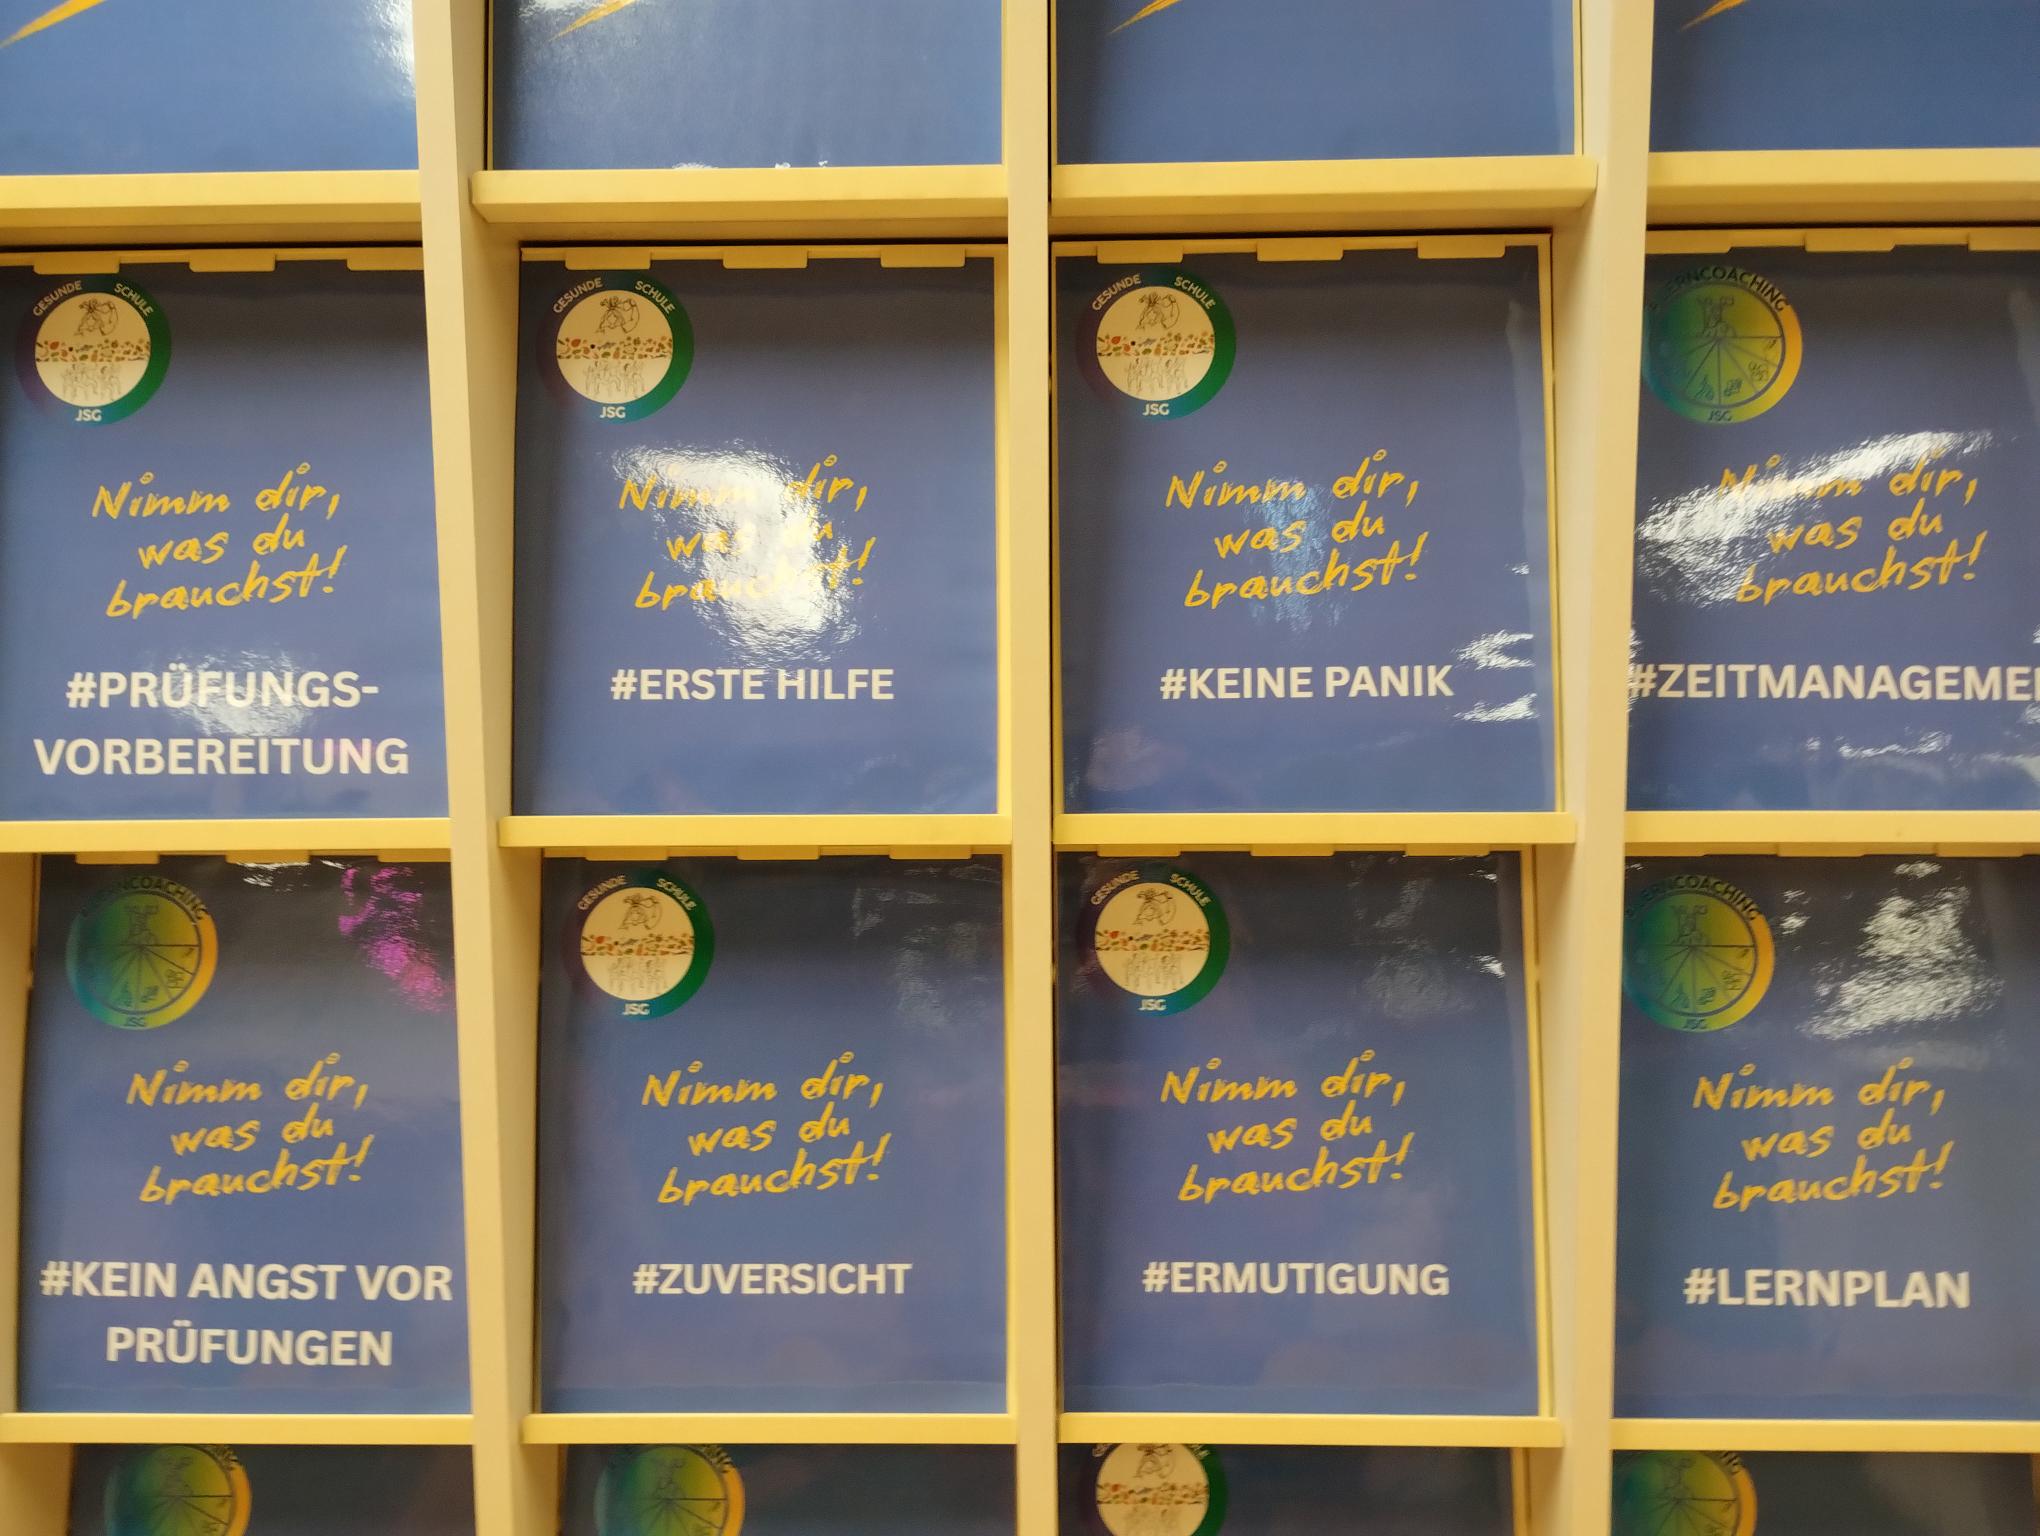 GESUNDE SCHULE
JSG
Nimm dir,
was du
brauchst!
#PRÜFUNGS-
VORBEREITUNG
GESUNDE SCHULE
JSG
Nimm dir,
was du
brauchst!
#ERSTE HILFE
GESUNDE SCHULE
JSG
Nimm dir,
was du
brauchst!
#KEINE PANIK
JSG
Nimm dir,
was du
brauchst!
#ZEITMANAGEME
JSG
Nimm dir,
was du
brauchst!
#KEIN ANGST VOR
PRÜFUNGEN
GESUNDE SCHULE
JSG
Nimm dir,
was du
brauchst!
#ZUVERSICHT
GESUNDE SCHULE
JSG
Nimm dir,
was du
brauchst!
#ERMUTIGUNG
JSG
Nimm dir,
was du
brauchst!
#LERNPLAN